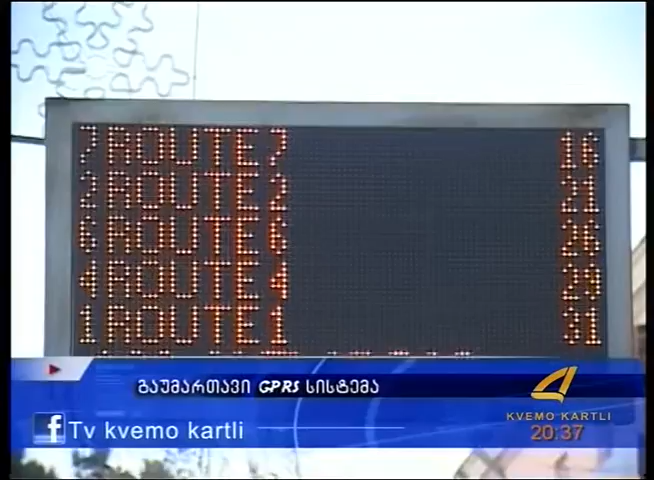 7 ROUTE 7 16
2 ROUTE 2 21
6 ROUTE 6 26
4 ROUTE 4 29
1 ROUTE 1 31
გაუმართავი GPRS სისტემა
Tv kvemo kartli
KVEMO KARTLI
20:37